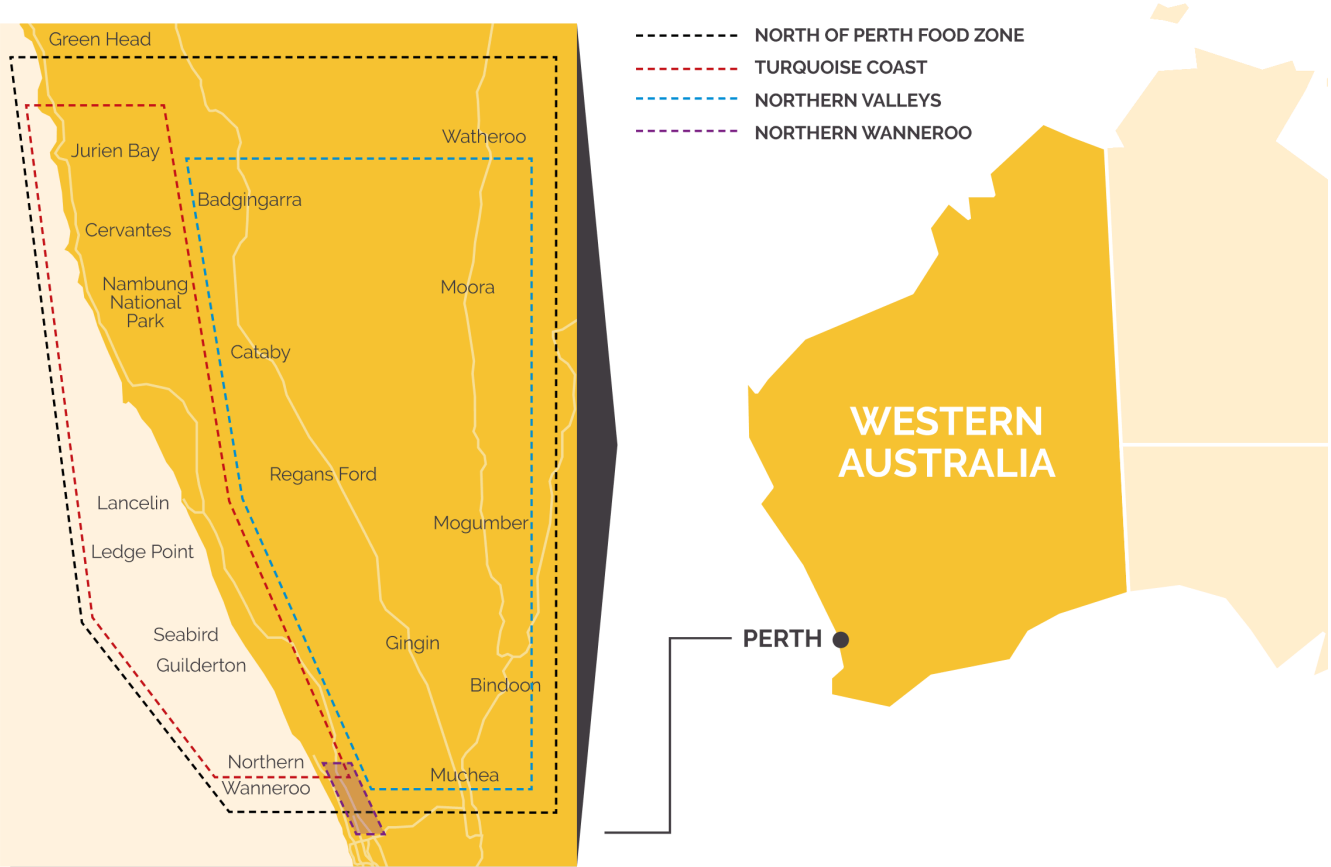 Green Head
Jurien Bay
Watheroo
Badgingarra
Cervantes
Nambung
National
Park
Moora
Cataby
Regans Ford
Lancelin
Mogumber
Ledge Point
Seabird
Gingin
Guilderton
Bindoon
Northern
Wanneroo
Muchea
NORTH OF PERTH FOOD ZONE
TURQUOISE COAST
NORTHERN VALLEYS
NORTHERN WANNEROO
WESTERN
AUSTRALIA
PERTH